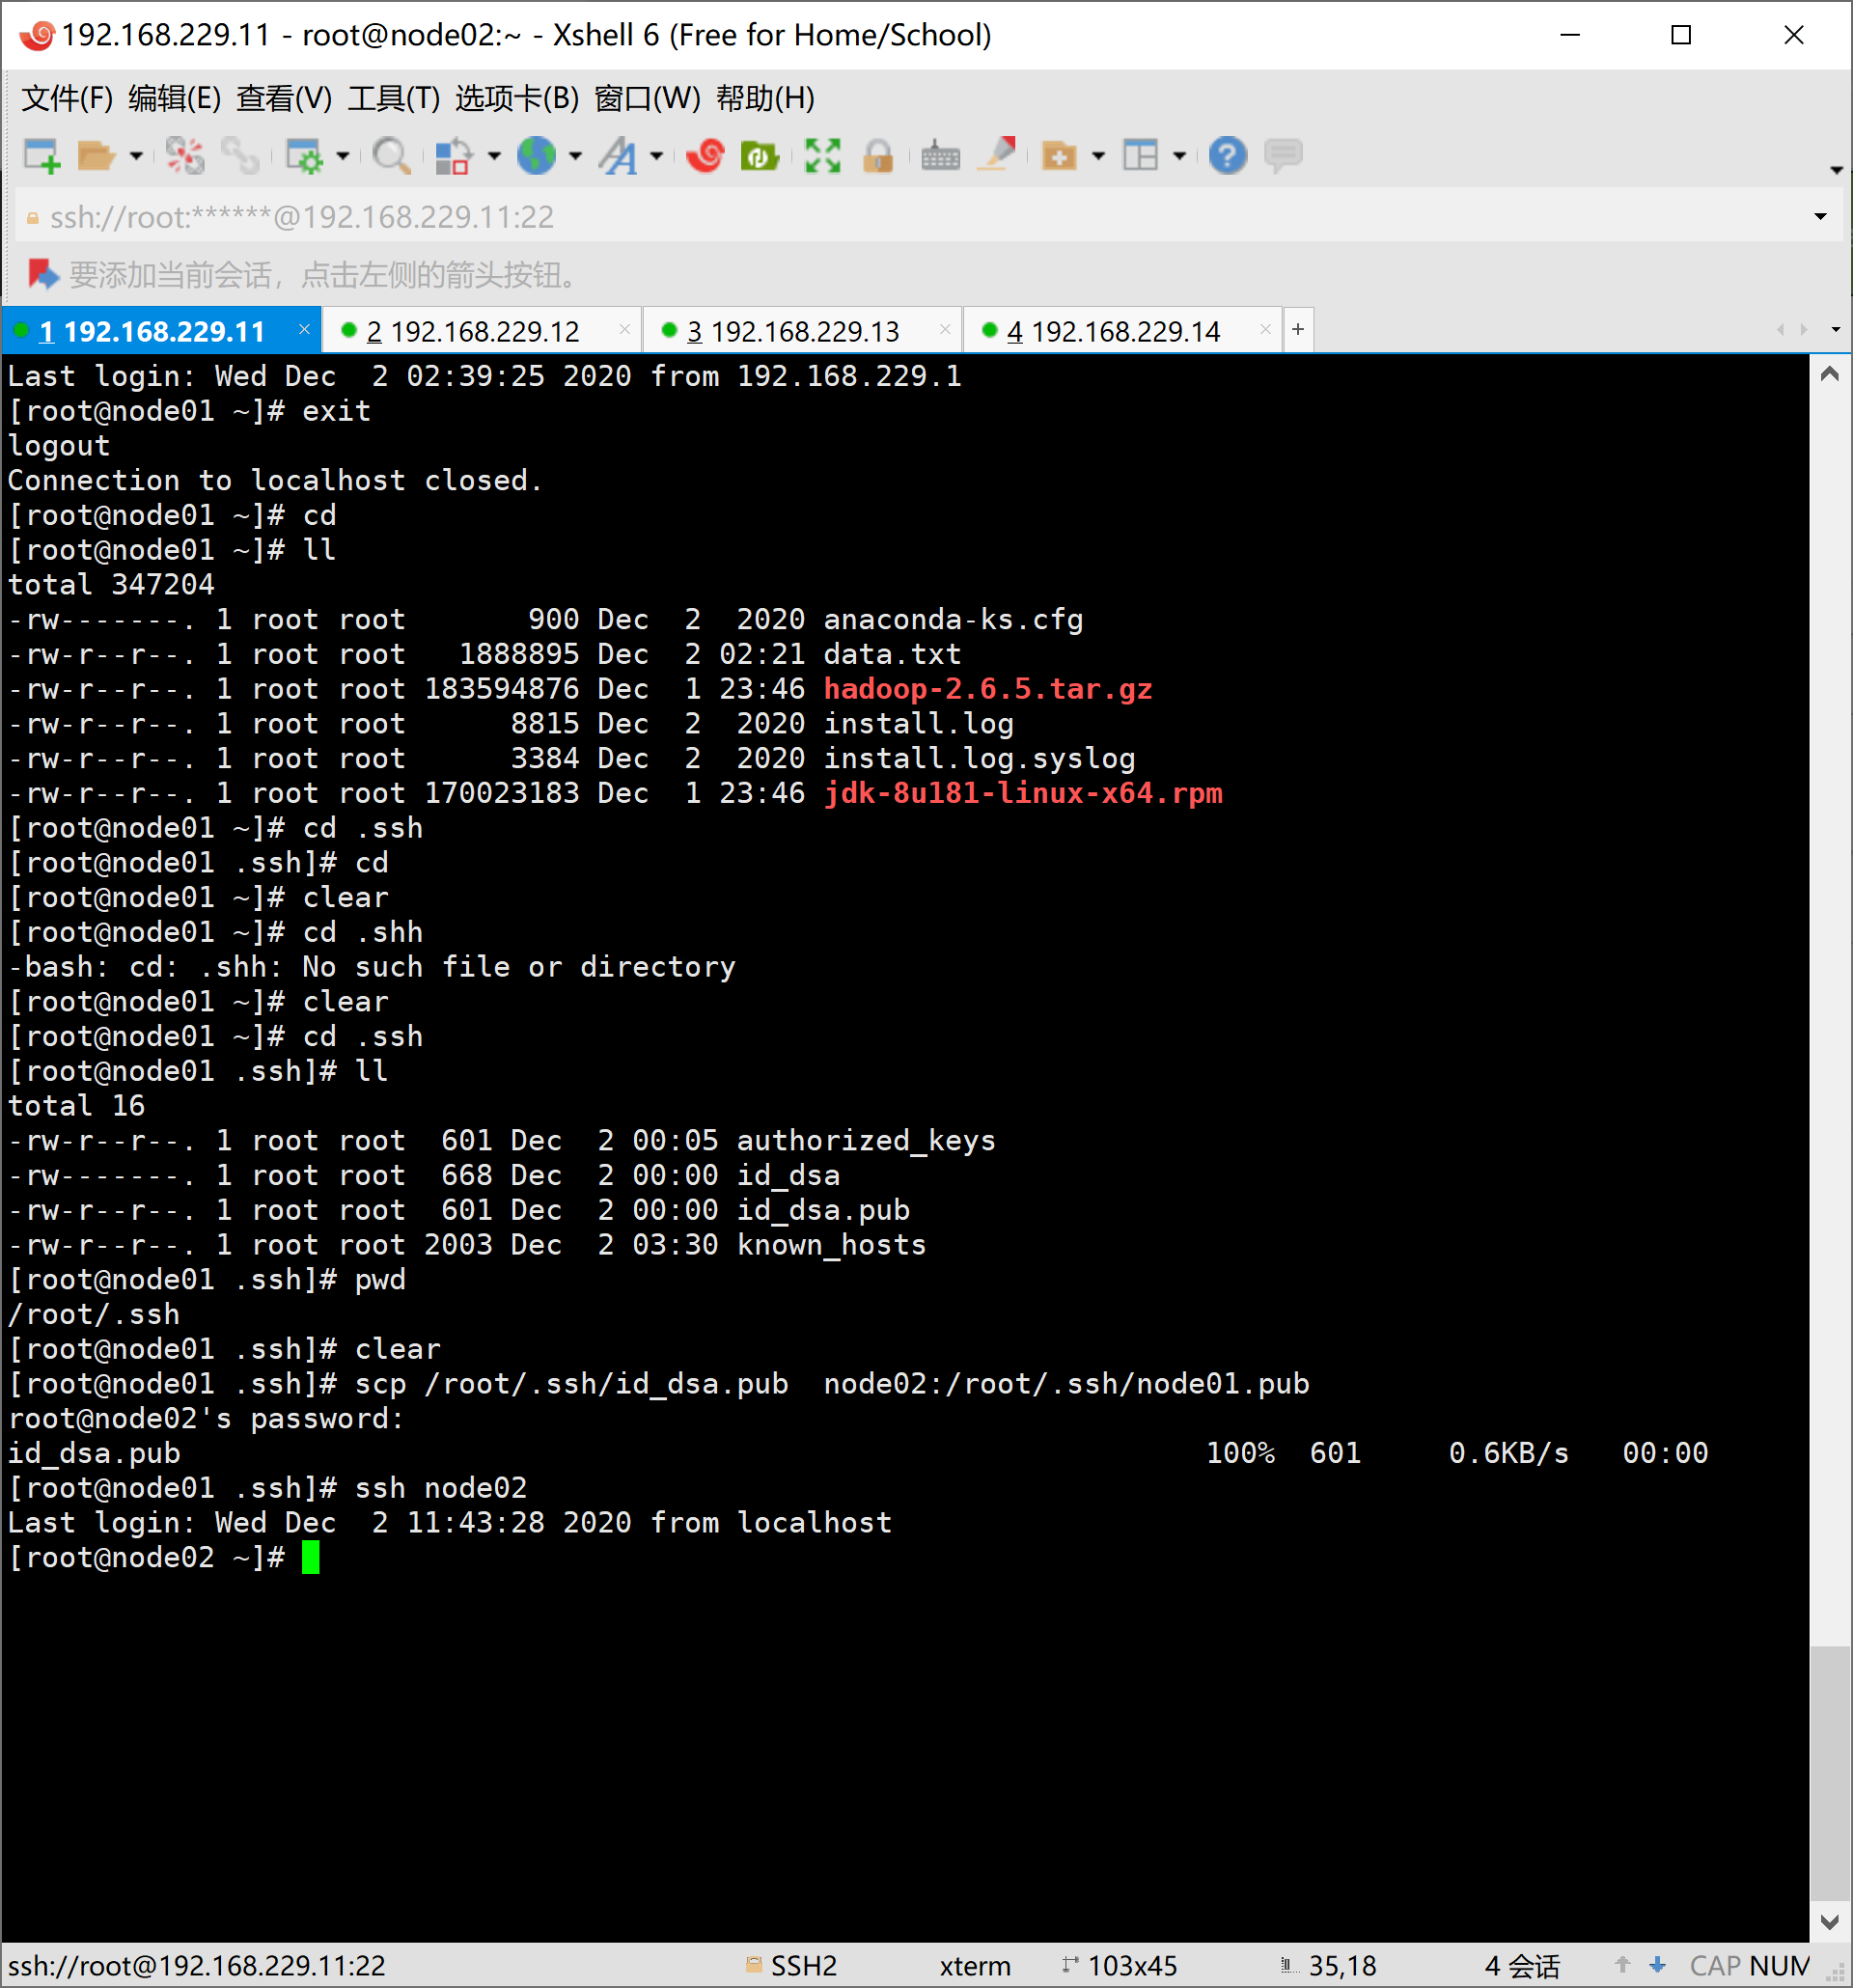 192.168.229.11 - root@node02:~ - Xshell 6 (Free for Home/School)
文件(F) 编辑(E) 查看(V) 工具(T) 选项卡(B) 窗口(W) 帮助(H)
ssh://root:******@192.168.229.11:22
要添加当前会话，点击左侧的箭头按钮。
1 192.168.229.11 × 2 192.168.229.12 × 3 192.168.229.13 × 4 192.168.229.14 × +
Last login: Wed Dec  2 02:39:25 2020 from 192.168.229.1
[root@node01 ~]# exit
logout
Connection to localhost closed.
[root@node01 ~]# cd
[root@node01 ~]# ll
total 347204
-rw-------. 1 root root       900 Dec  2  2020 anaconda-ks.cfg
-rw-r--r--. 1 root root   1888895 Dec  2 02:21 data.txt
-rw-r--r--. 1 root root 183594876 Dec  1 23:46 hadoop-2.6.5.tar.gz
-rw-r--r--. 1 root root      8815 Dec  2  2020 install.log
-rw-r--r--. 1 root root      3384 Dec  2  2020 install.log.syslog
-rw-r--r--. 1 root root 170023183 Dec  1 23:46 jdk-8u181-linux-x64.rpm
[root@node01 ~]# cd .ssh
[root@node01 .ssh]# cd
[root@node01 ~]# clear
[root@node01 ~]# cd .shh
-bash: cd: .shh: No such file or directory
[root@node01 ~]# clear
[root@node01 ~]# cd .ssh
[root@node01 .ssh]# ll
total 16
-rw-r--r--. 1 root root  601 Dec  2 00:05 authorized_keys
-rw-------. 1 root root  668 Dec  2 00:00 id_dsa
-rw-r--r--. 1 root root  601 Dec  2 00:00 id_dsa.pub
-rw-r--r--. 1 root root 2003 Dec  2 03:30 known_hosts
[root@node01 .ssh]# pwd
/root/.ssh
[root@node01 .ssh]# clear
[root@node01 .ssh]# scp /root/.ssh/id_dsa.pub  node02:/root/.ssh/node01.pub
root@node02's password:
id_dsa.pub 100%  601     0.6KB/s   00:00
[root@node01 .ssh]# ssh node02
Last login: Wed Dec  2 11:43:28 2020 from localhost
[root@node02 ~]#
ssh://root@192.168.229.11:22 SSH2 xterm 103x45 35,18 4 会话 CAP NUM